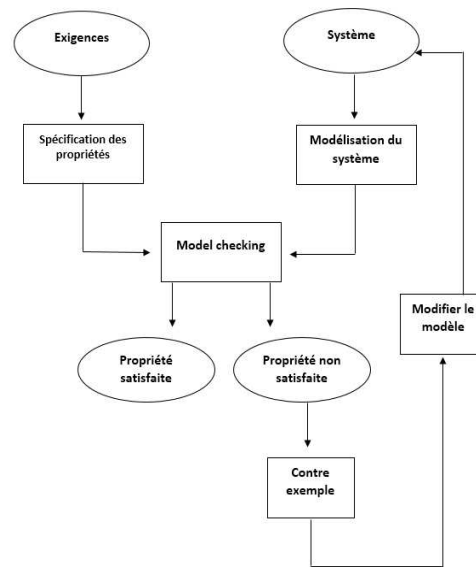 Exigences
Système
Spécification des
propriétés
Modélisation du
système
Model checking
Modifier le
modèle
Propriété
satisfaite
Propriété non
satisfaite
Contre
exemple